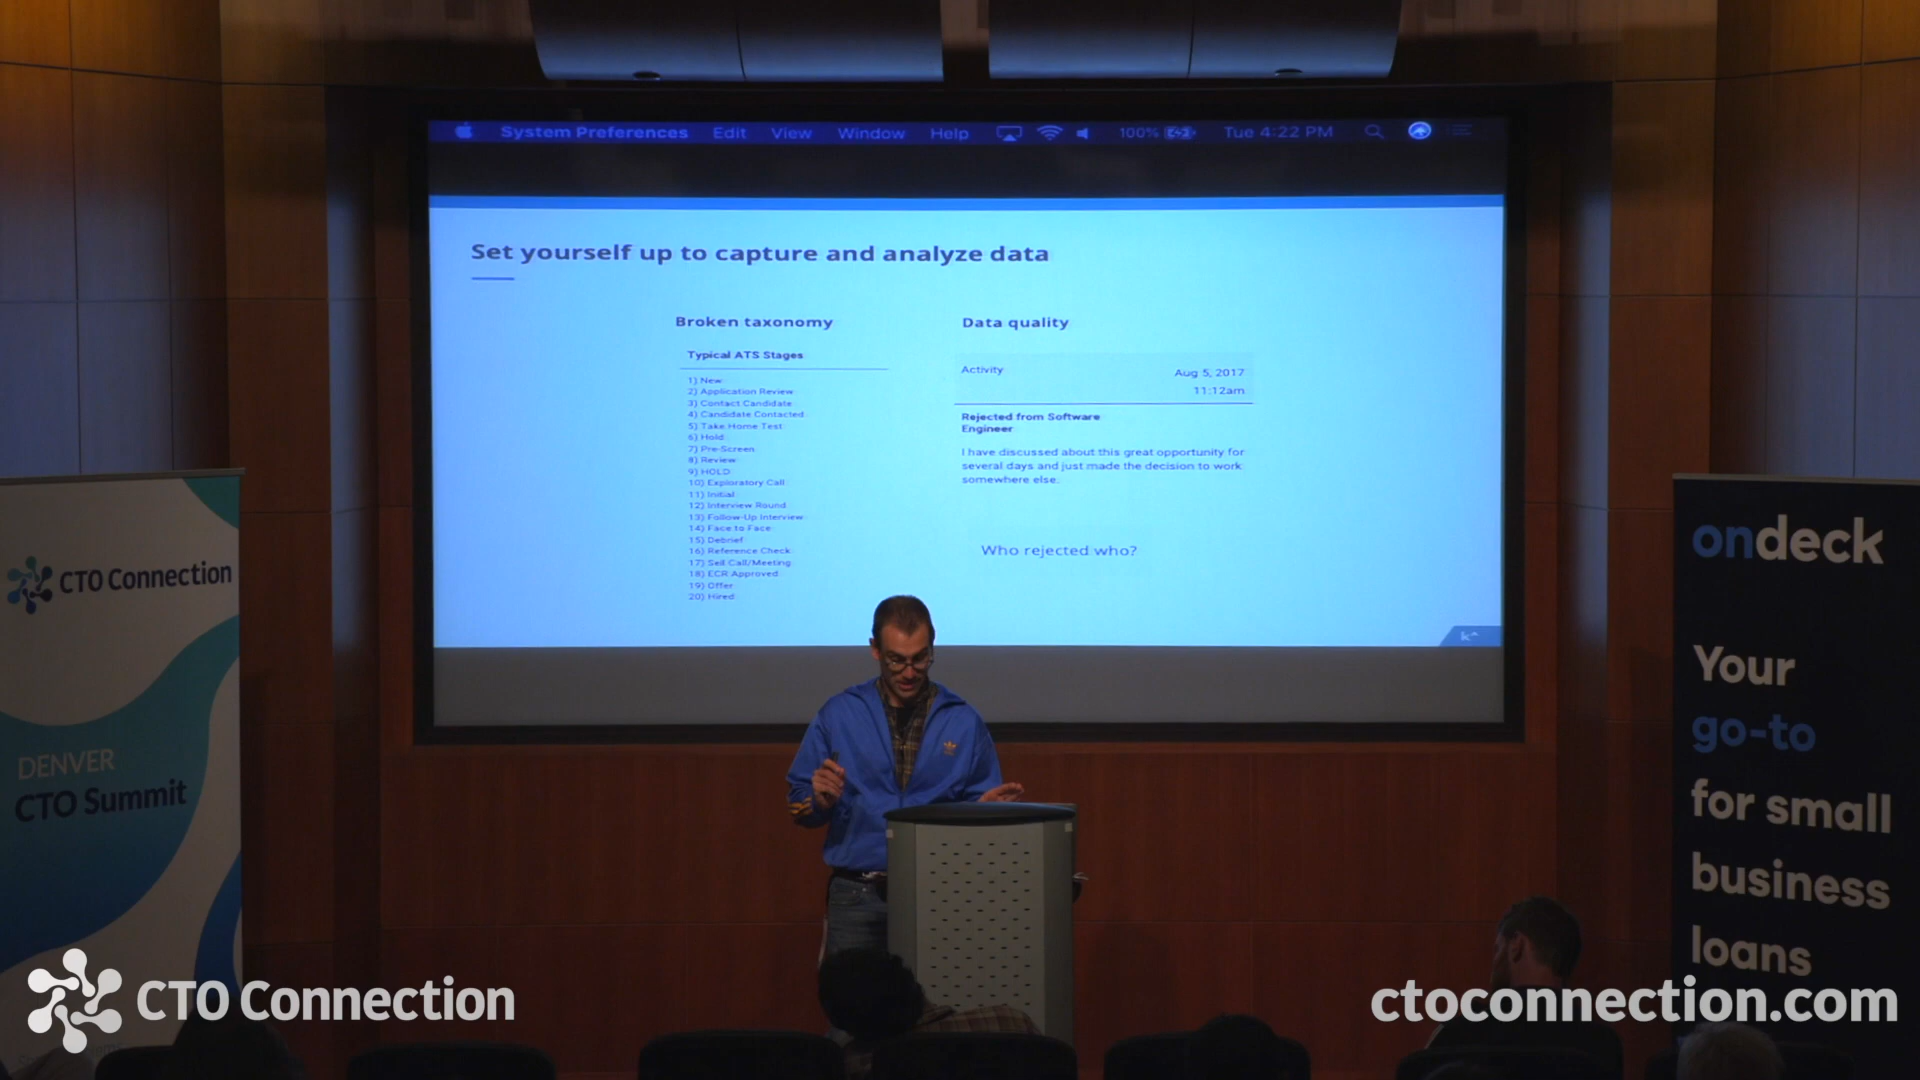 System Preferences Edit View Window Help 100% Tue 4:22 PM
Set yourself up to capture and analyze data
Broken taxonomy
Typical ATS Stages
1) New
2) Application Review
3) Contact Candidate
4) Candidate Contacted
5) Take Home Test
6) Hold
7) Pre-Screen
8) Review
9) HOLD
10) Exploratory Call
11) Initial
12) Interview Round
13) Follow-Up Interview
14) Face to Face
15) Debrief
16) Reference Check
17) Sell Call/Meeting
18) ECR Approved
19) Offer
20) Hired
Data quality
Activity
Aug 5, 2017
11:12am
Rejected from Software
Engineer
I have discussed about this great opportunity for
several days and just made the decision to work
somewhere else.
Who rejected who?
k
CTO Connection
DENVER
CTO Summit
ondeck
Your
go-to
for small
business
loans
CTO Connection
ctoconnection.com